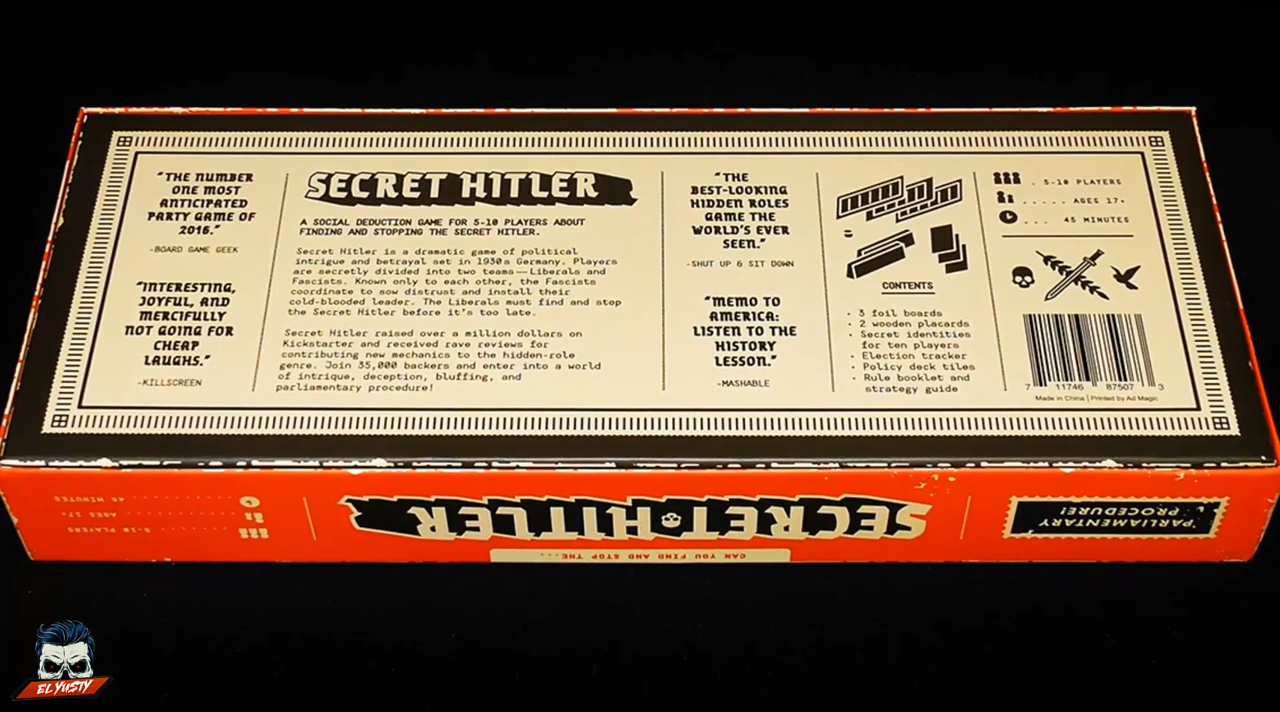 “THE NUMBER
ONE MOST
ANTICIPATED
PARTY GAME OF
2016.”
-BOARD GAME GEEK
“INTERESTING,
JOYFUL, AND
MERCIFULLY
NOT GOING FOR
CHEAP
LAUGHS.”
-KILLSCREEN
SECRET HITLER
A SOCIAL DEDUCTION GAME FOR 5-10 PLAYERS ABOUT
FINDING AND STOPPING THE SECRET HITLER.
Secret Hitler is a dramatic game of political
intrigue and betrayal set in 1930s Germany. Players
are secretly divided into two teams—Liberals and
Fascists. Known only to each other, the Fascists
coordinate to sow distrust and install their
cold-blooded leader. The Liberals must find and stop
the Secret Hitler before it's too late.
Secret Hitler raised over a million dollars on
Kickstarter and received rave reviews for
contributing new mechanics to the hidden-role
genre. Join 35,000 backers and enter into a world
of intrigue, deception, bluffing, and
parliamentary procedure!
“THE
BEST-LOOKING
HIDDEN ROLES
GAME THE
WORLD'S EVER
SEEN.”
-SHUT UP & SIT DOWN
“MEMO TO
AMERICA:
LISTEN TO THE
HISTORY
LESSON.”
-MASHABLE
CONTENTS
· 3 foil boards
· 2 wooden placards
· Secret identities
for ten players
· Election tracker
· Policy deck tiles
· Rule booklet and
strategy guide
. 5-10 PLAYERS
..... AGES 17+
... 45 MINUTES
7 11746 87507 3
Made in China | Printed by Ad Magic
CAN YOU FIND AND STOP THE...
SECRET HITLER
“PARLIAMENTARY
PROCEDURE!”
5-10 PLAYERS
AGES 17+
45 MINUTES
EL YUSTY